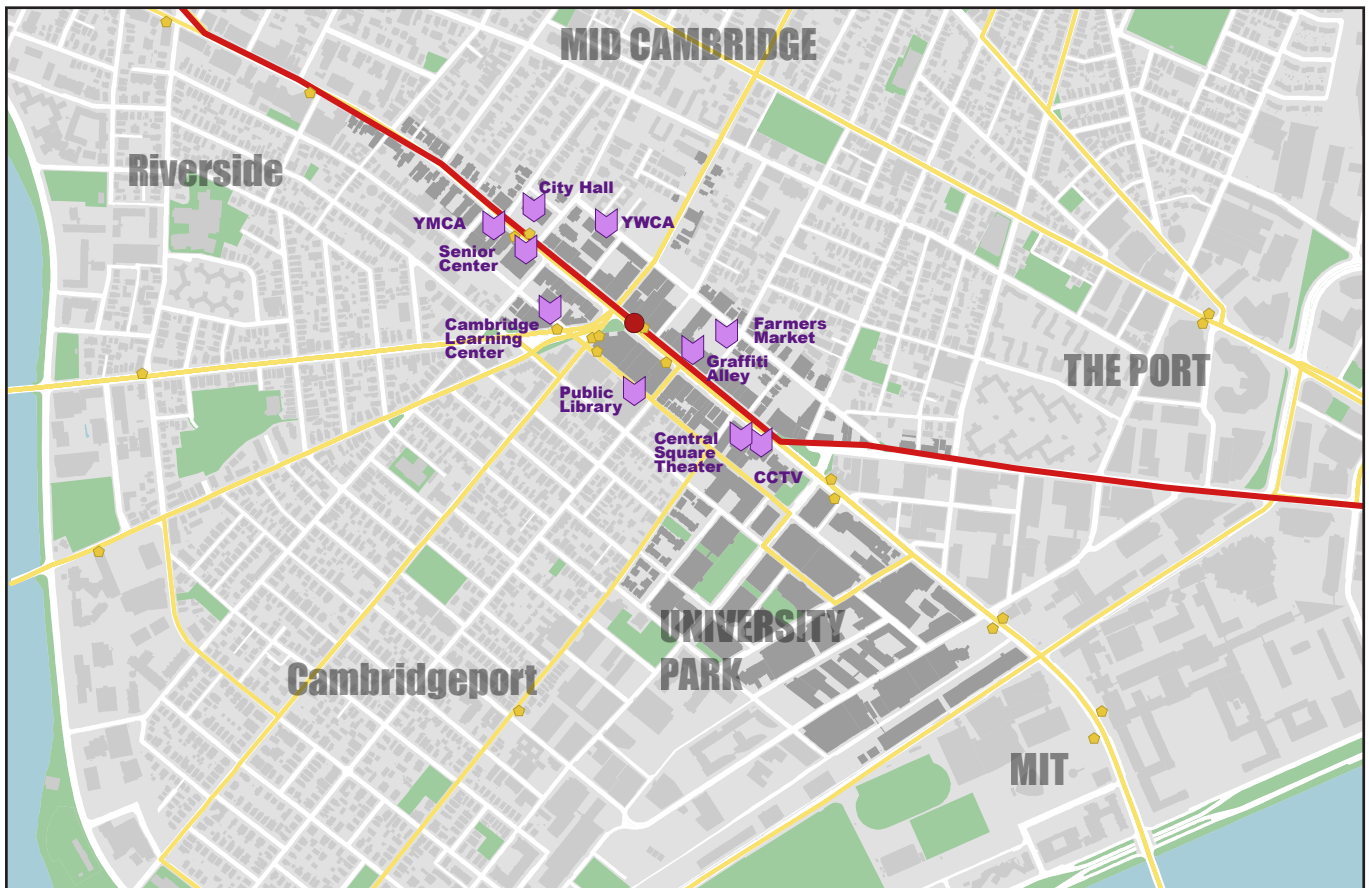 MID CAMBRIDGE
Riverside
City Hall
YMCA
YWCA
Senior
Center
Cambridge
Learning
Center
Farmers
Market
Graffiti
Alley
THE PORT
Public
Library
Central
Square
Theater
CCTV
UNIVERSITY
PARK
Cambridgeport
MIT